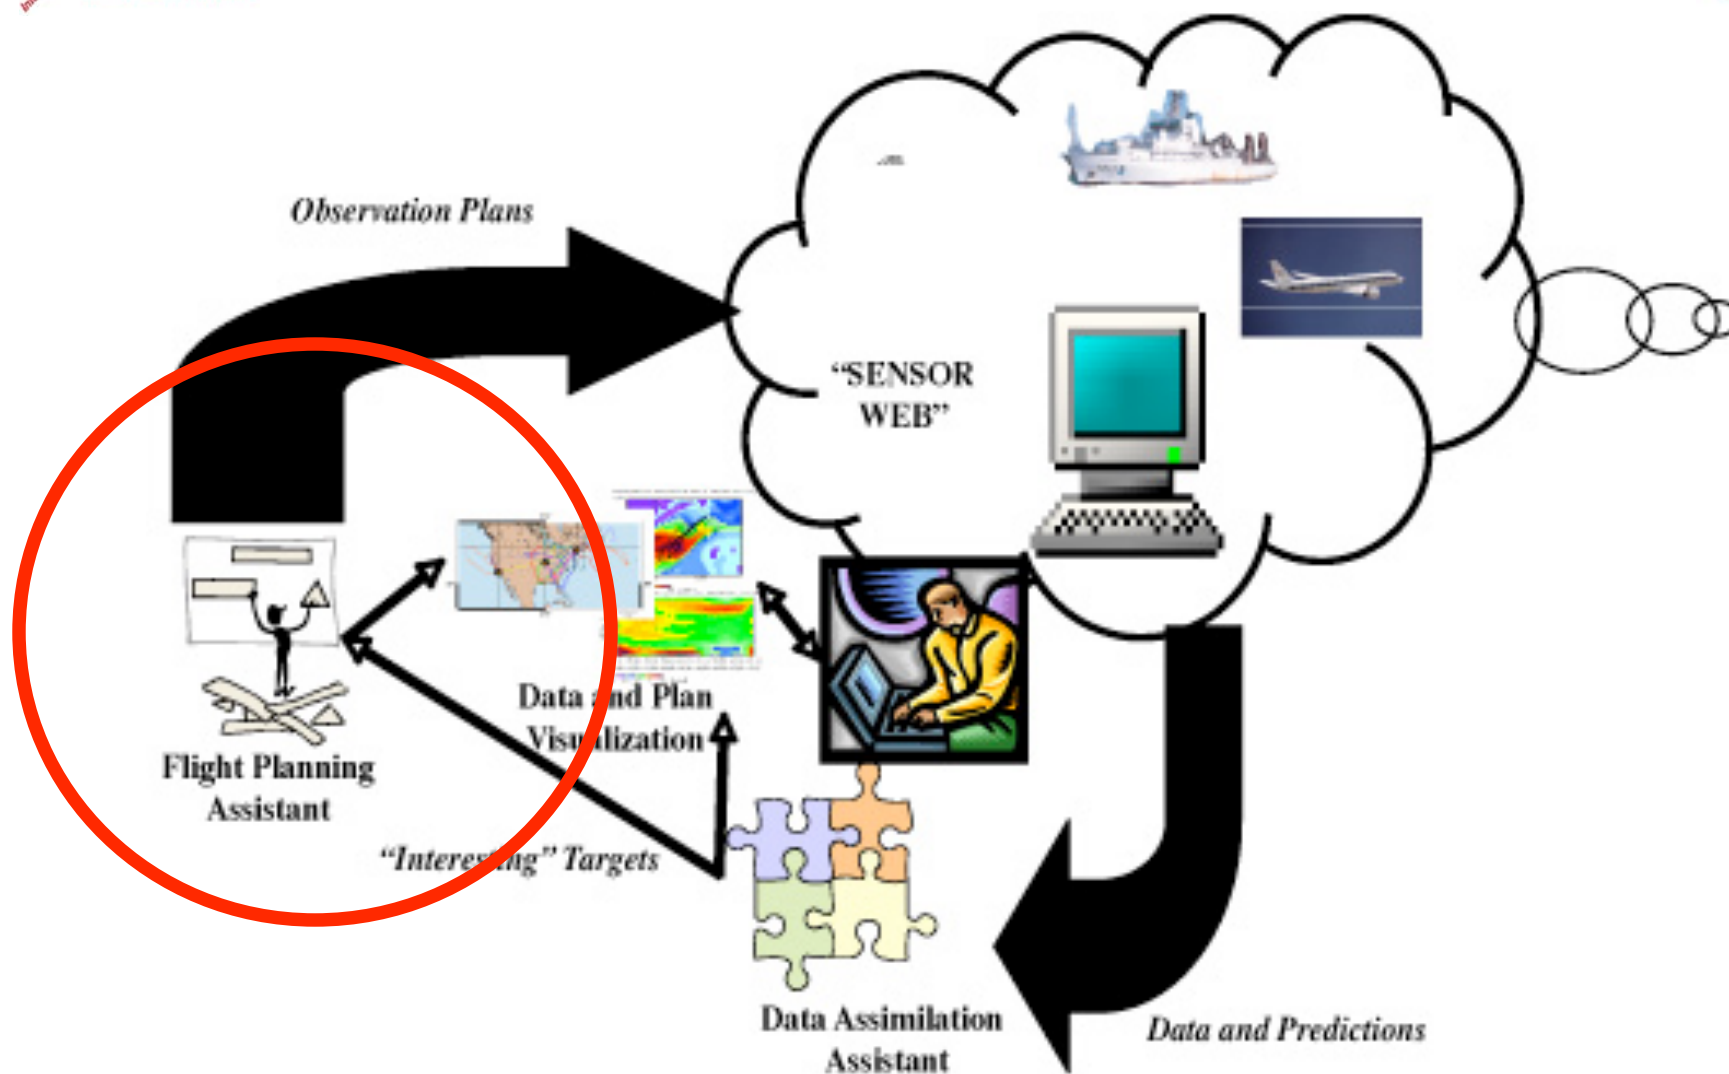 Observation Plans
“SENSOR
WEB”
Data and Plan
Visualization
Flight Planning
Assistant
“Interesting” Targets
Data Assimilation
Assistant
Data and Predictions